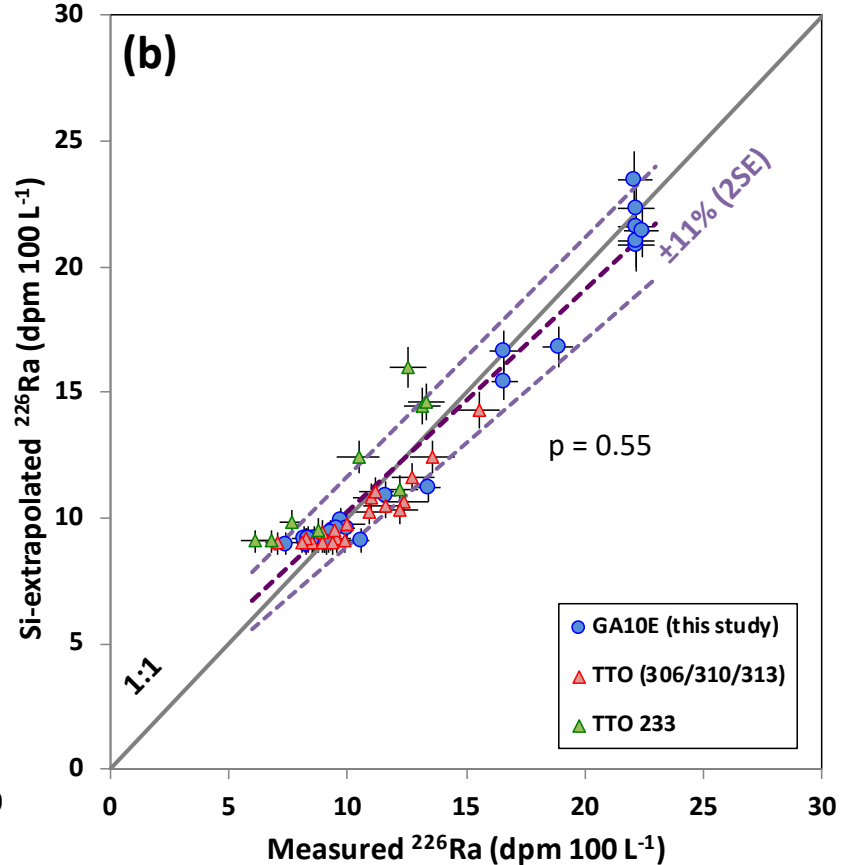 (b)
30
25
20
15
10
5
0
Si-extrapolated ²²⁶Ra (dpm 100 L⁻¹)
±11% (2SE)
p = 0.55
1:1
GA10E (this study)
TTO (306/310/313)
TTO 233
0 5 10 15 20 25 30
Measured ²²⁶Ra (dpm 100 L⁻¹)